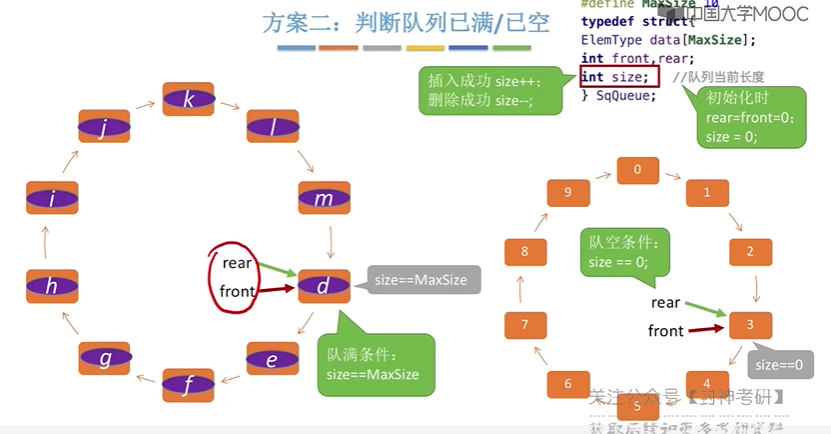 方案二：判断队列已满/已空
#define MaxSize 10
中国大学MOOC
typedef struct{
ElemType data[MaxSize];
int front,rear;
int size; //队列当前长度
} SqQueue;
插入成功 size++;
删除成功 size--;
初始化时
rear=front=0;
size = 0;
k
j
l
i
m
h
d
g
e
f
rear
front
size==MaxSize
队满条件：
size==MaxSize
0
9
1
8
2
7
3
6
4
5
队空条件：
size == 0;
rear
front
size==0
关注公众号【封神考研】